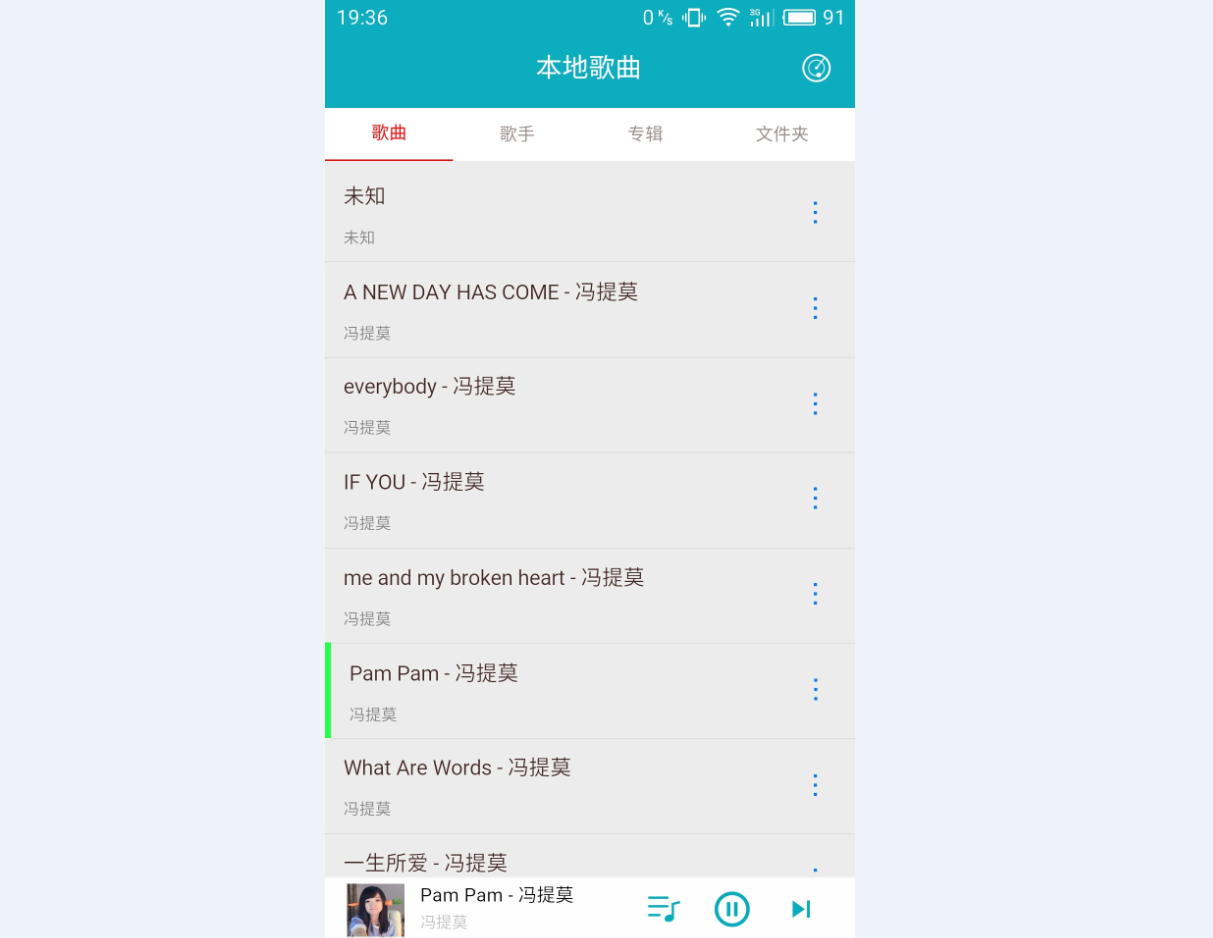 19:36 0 K/s 3G 91
本地歌曲
歌曲 歌手 专辑 文件夹
未知
未知
A NEW DAY HAS COME - 冯提莫
冯提莫
everybody - 冯提莫
冯提莫
IF YOU - 冯提莫
冯提莫
me and my broken heart - 冯提莫
冯提莫
Pam Pam - 冯提莫
冯提莫
What Are Words - 冯提莫
冯提莫
一生所爱 - 冯提莫
Pam Pam - 冯提莫
冯提莫